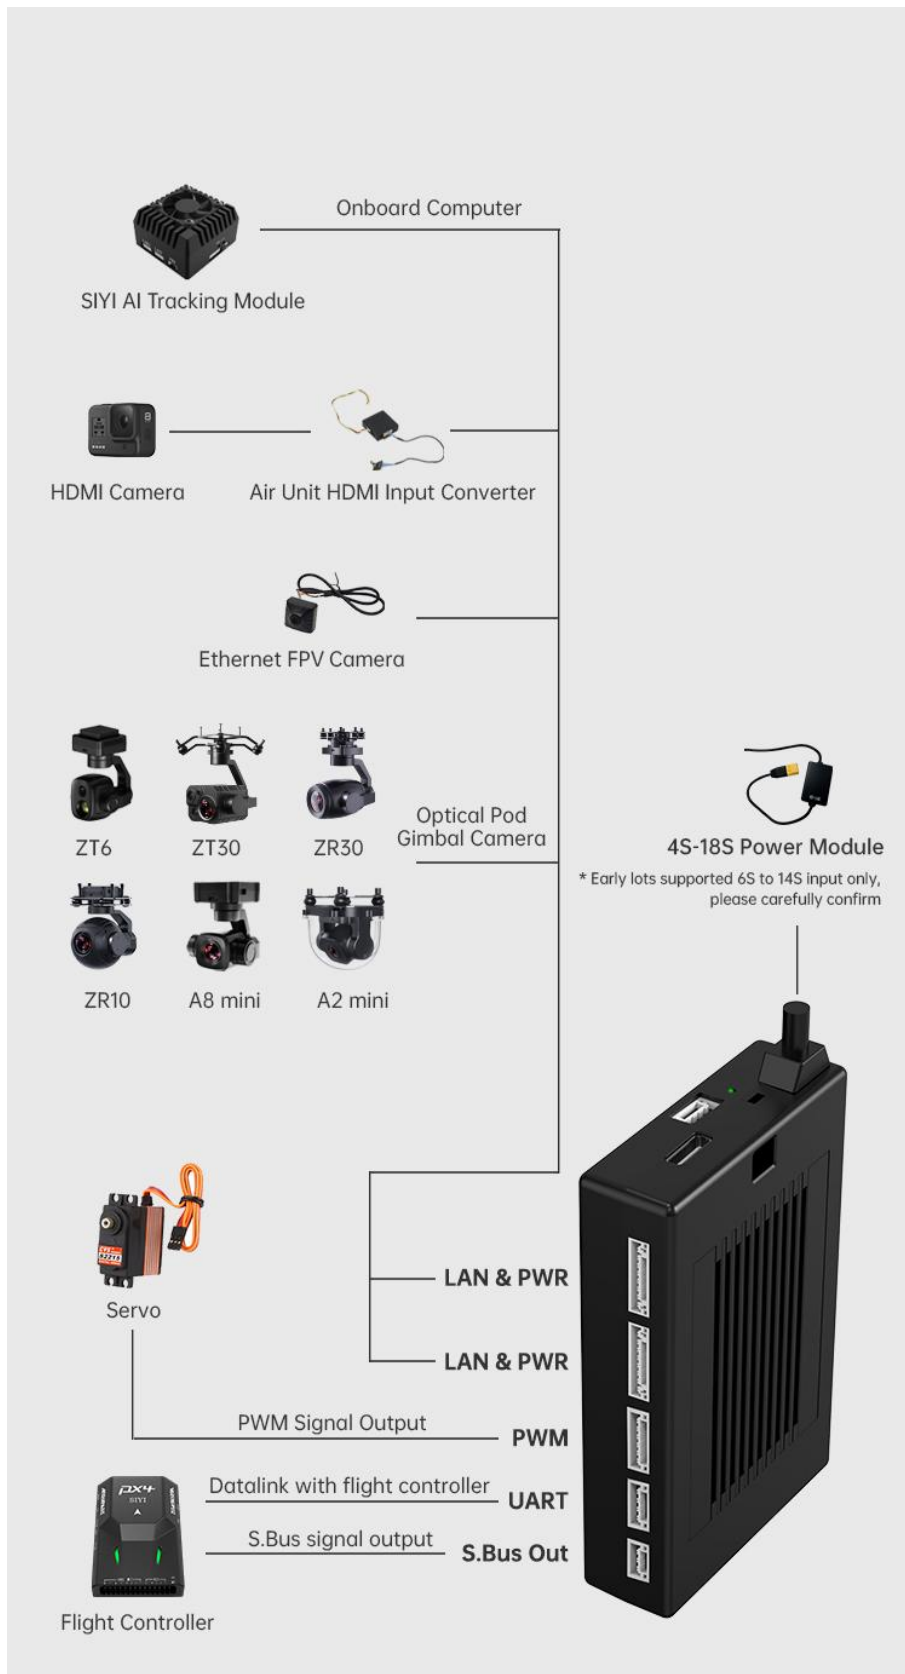 Onboard Computer
SIYI AI Tracking Module
HDMI Camera
Air Unit HDMI Input Converter
Ethernet FPV Camera
ZT6
ZT30
ZR30
Optical Pod
Gimbal Camera
ZR10
A8 mini
A2 mini
4S-18S Power Module
* Early lots supported 6S to 14S input only,
please carefully confirm
Servo
LAN & PWR
LAN & PWR
PWM Signal Output
PWM
Datalink with flight controller
UART
S.Bus signal output
S.Bus Out
px4
SIYI
Flight Controller